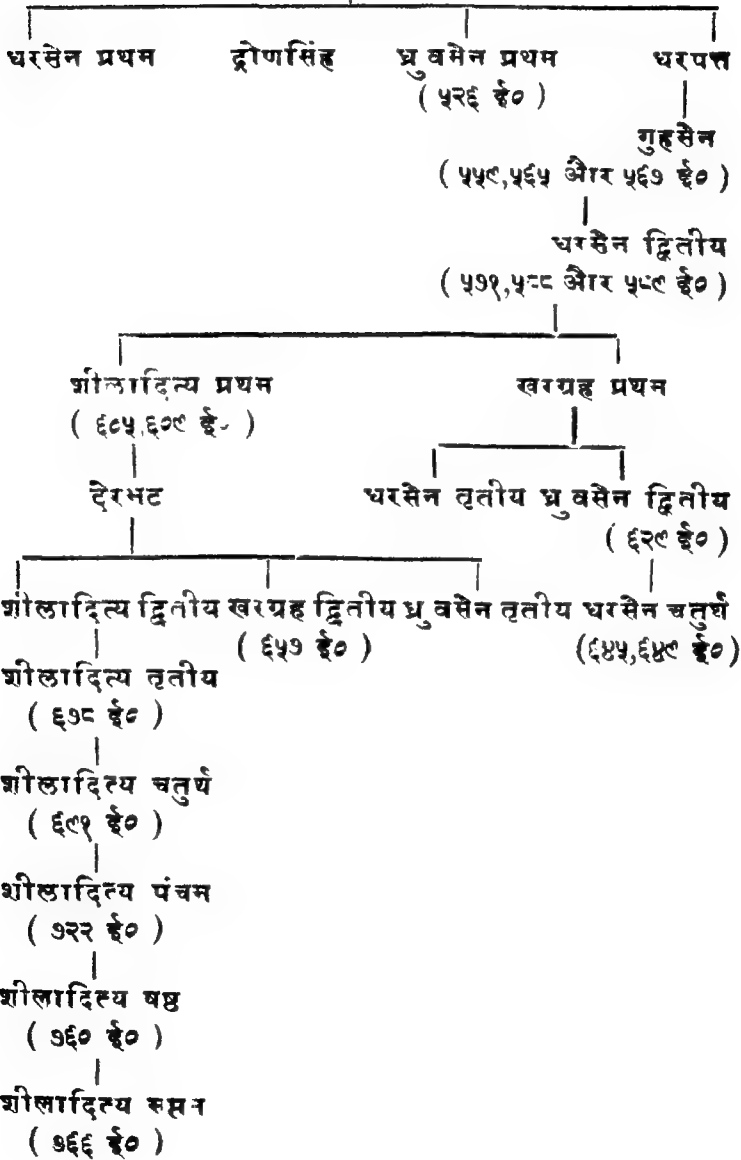 धरसेन प्रथम द्रोणसिंह ध्रुवसेन प्रथम धरपत्त
( ५२६ ई० )
गुहसेन
( ५५९,५६५ और ५६७ ई० )
धरसेन द्वितीय
( ५७१,५८८ और ५८९ ई० )
शीलादित्य प्रथम खरग्रह प्रथम
( ६०५,६०९ ई० )
देरभट धरसेन तृतीय ध्रुवसेन द्वितीय
( ६२९ ई० )
शीलादित्य द्वितीय खरग्रह द्वितीय ध्रुवसेन तृतीय धरसेन चतुर्थ
( ६५७ ई० ) (६४५,६४९ ई०)
शीलादित्य तृतीय
( ६७८ ई० )
शीलादित्य चतुर्थ
( ६९१ ई० )
शीलादित्य पंचम
( ७२२ ई० )
शीलादित्य षष्ठ
( ७६० ई० )
शीलादित्य सप्तम
( ७६६ ई० )